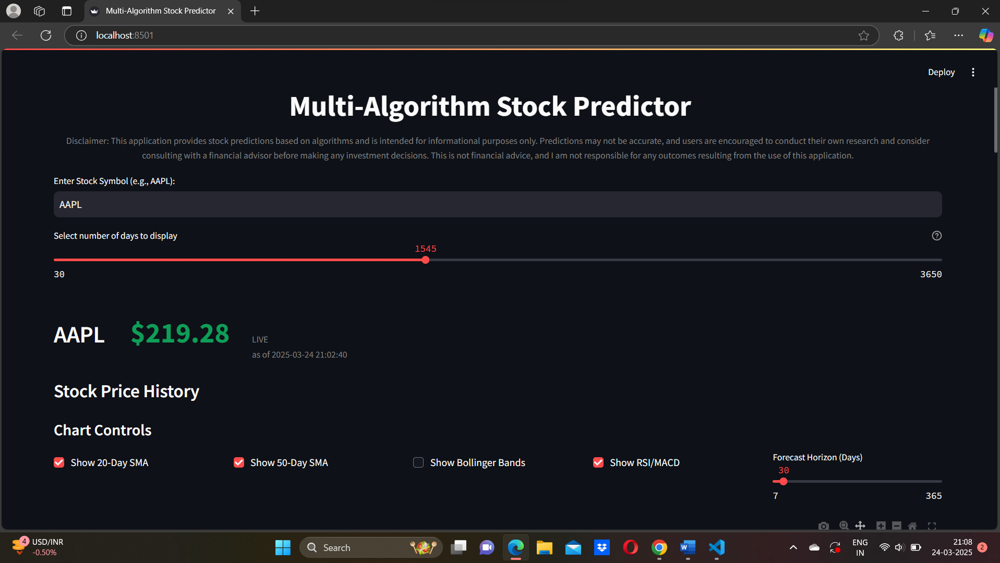 Multi-Algorithm Stock Predictor
localhost:8501
Deploy
Multi-Algorithm Stock Predictor
Disclaimer: This application provides stock predictions based on algorithms and is intended for informational purposes only. Predictions may not be accurate, and users are encouraged to conduct their own research and consider
consulting with a financial advisor before making any investment decisions. This is not financial advice, and I am not responsible for any outcomes resulting from the use of this application.
Enter Stock Symbol (e.g., AAPL):
AAPL
Select number of days to display
1545
30 3650
AAPL $219.28 LIVE
as of 2025-03-24 21:02:40
Stock Price History
Chart Controls
Show 20-Day SMA Show 50-Day SMA Show Bollinger Bands Show RSI/MACD
Forecast Horizon (Days)
30
7 365
4 USD/INR
-0.50%
Search
ENG
IN
21:08
24-03-2025
2